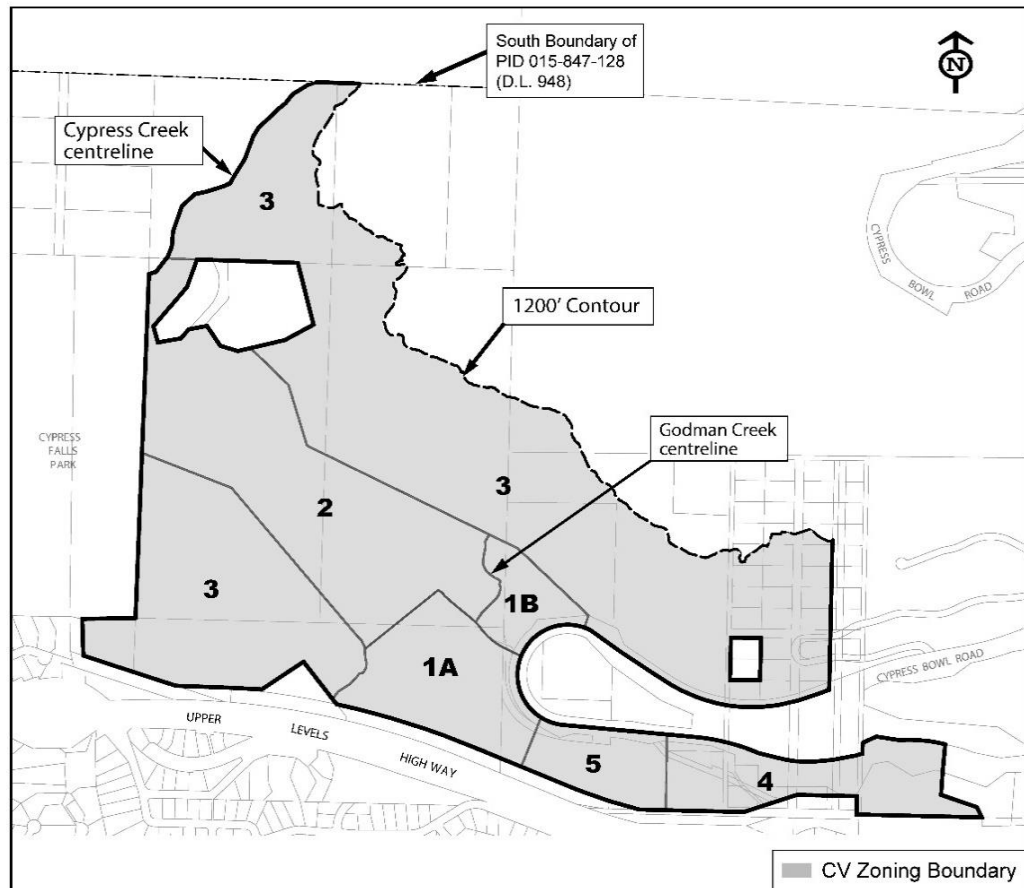 South Boundary of
PID 015-847-128
(D.L. 948)
N
Cypress Creek
centreline
3
CYPRESS
BOWL
ROAD
1200' Contour
Godman Creek
centreline
CYPRESS
FALLS
PARK
3
2
3
1B
1A
CYPRESS BOWL ROAD
UPPER
LEVELS
HIGH WAY
5
4
CV Zoning Boundary